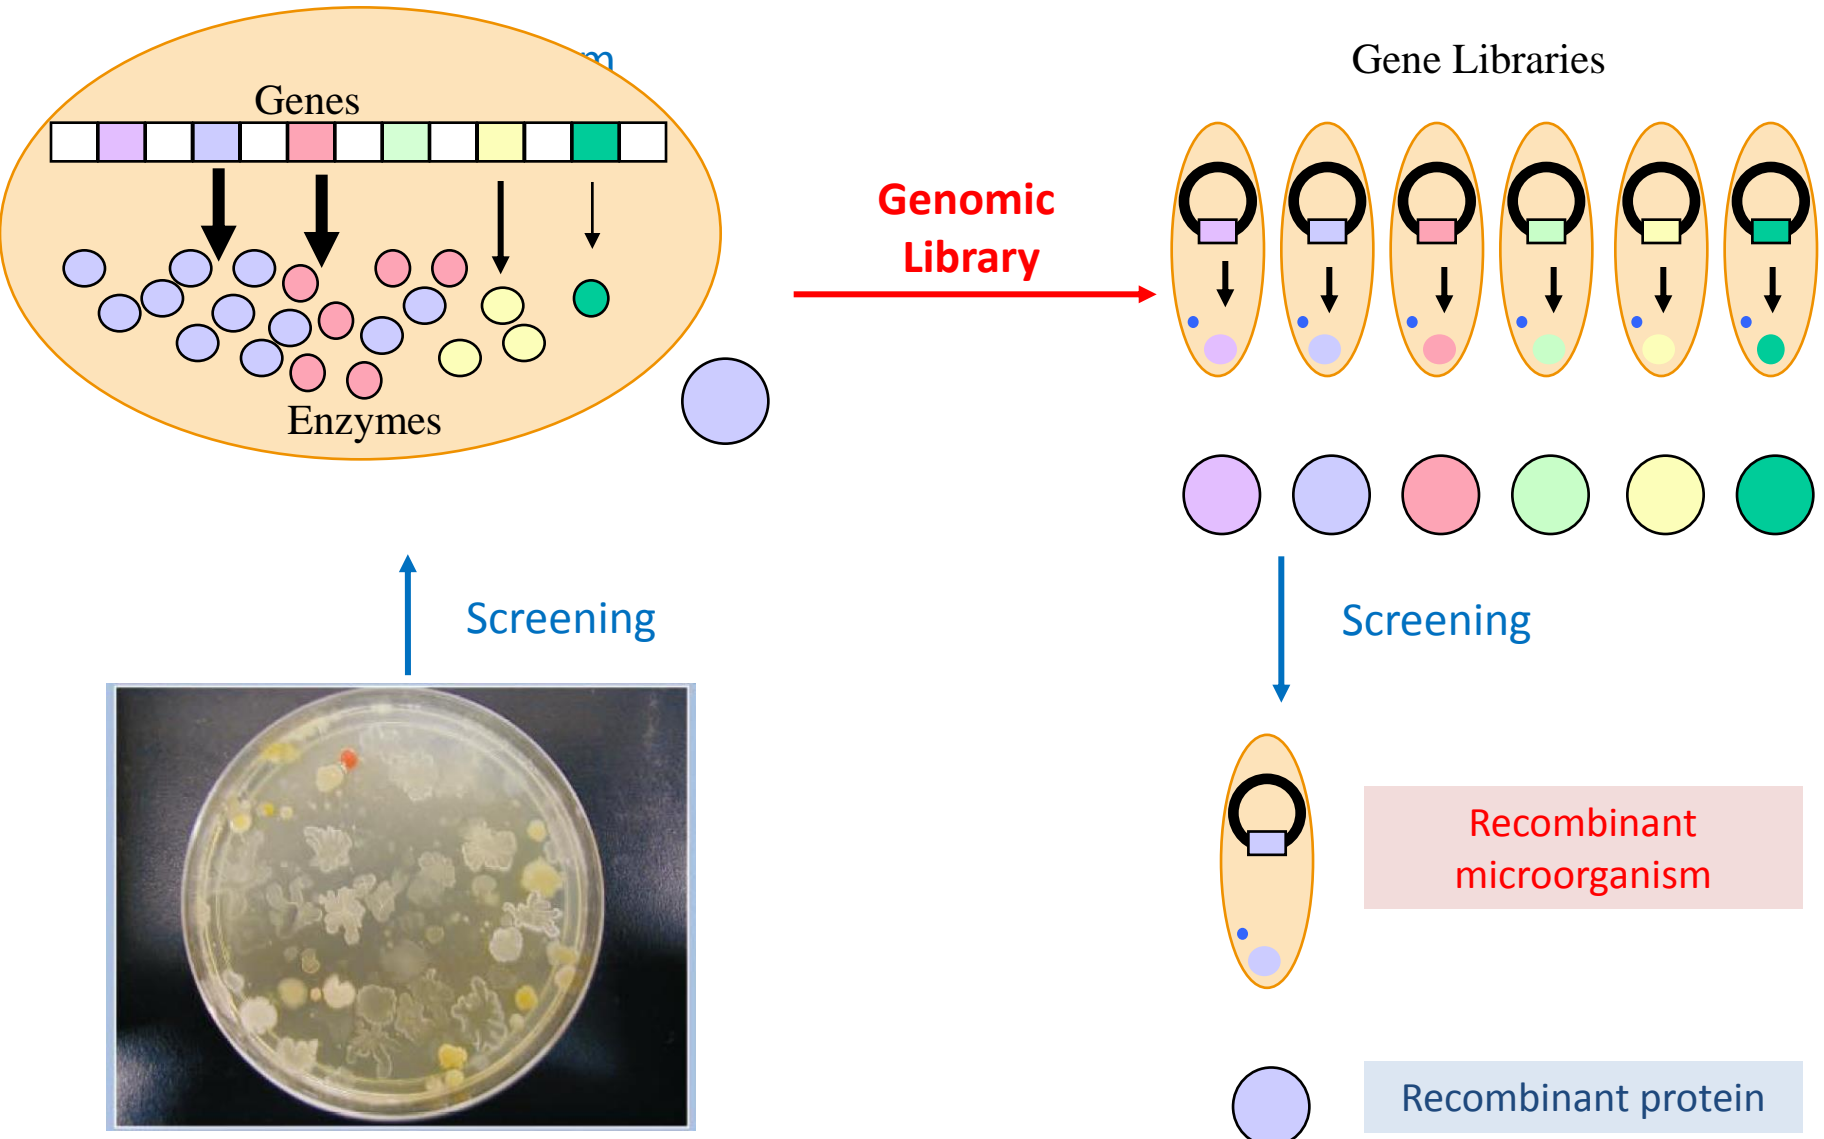 Gene Libraries
Genes
Genomic
Library
Enzymes
Screening
Screening
Recombinant
microorganism
Recombinant protein